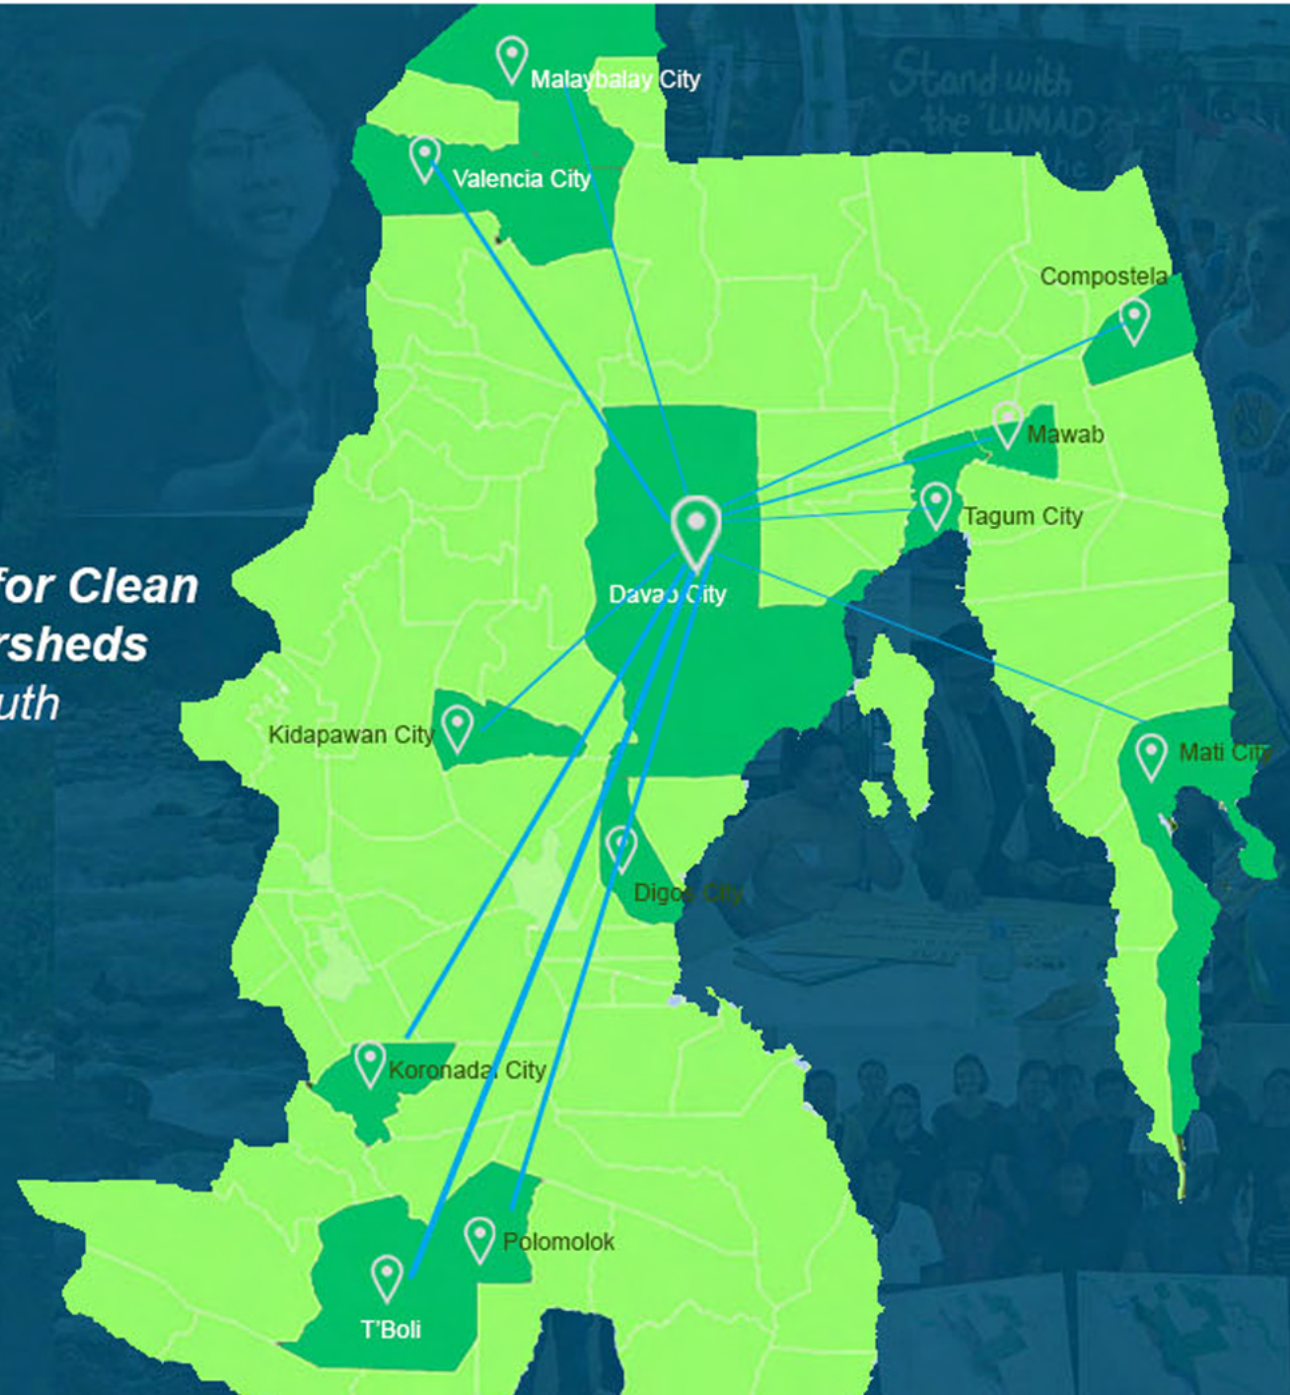 Malaybalay City
Stand with
the 'LUMAD
the
Valencia City
Compostela
Mawab
Tagum City
for Clean
Davao City
rsheds
uth
Kidapawan City
Mati City
Digos City
Koronadal City
Polomolok
T'Boli